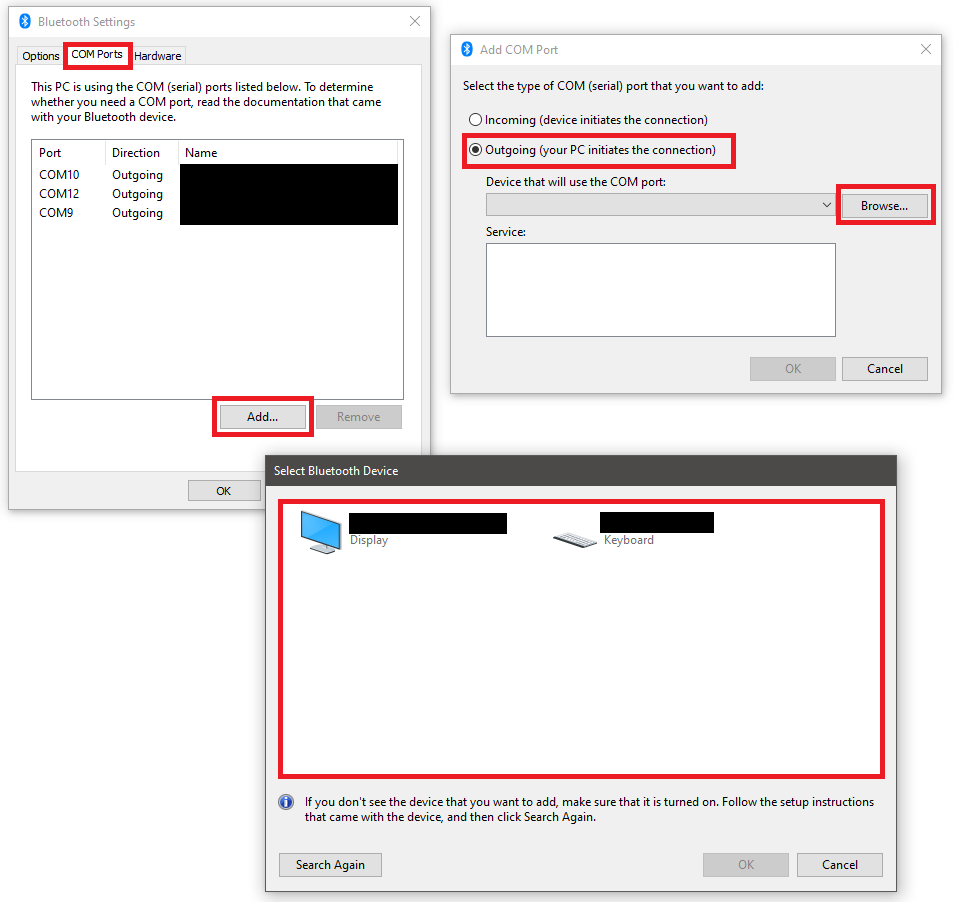 Bluetooth Settings
Options COM Ports Hardware
This PC is using the COM (serial) ports listed below. To determine
whether you need a COM port, read the documentation that came
with your Bluetooth device.
Port Direction Name
COM10 Outgoing
COM12 Outgoing
COM9 Outgoing
Add... Remove
OK
Add COM Port
Select the type of COM (serial) port that you want to add:
Incoming (device initiates the connection)
Outgoing (your PC initiates the connection)
Device that will use the COM port:
Browse...
Service:
OK Cancel
Select Bluetooth Device
Display Keyboard
If you don't see the device that you want to add, make sure that it is turned on. Follow the setup instructions
that came with the device, and then click Search Again.
Search Again OK Cancel